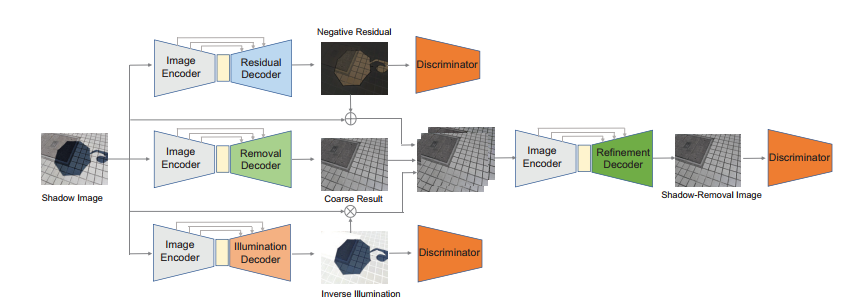 Negative Residual
Image
Encoder
Residual
Decoder
Discriminator
Shadow Image
Image
Encoder
Removal
Decoder
Coarse Result
Image
Encoder
Refinement
Decoder
Shadow-Removal Image
Discriminator
Image
Encoder
Illumination
Decoder
Inverse Illumination
Discriminator